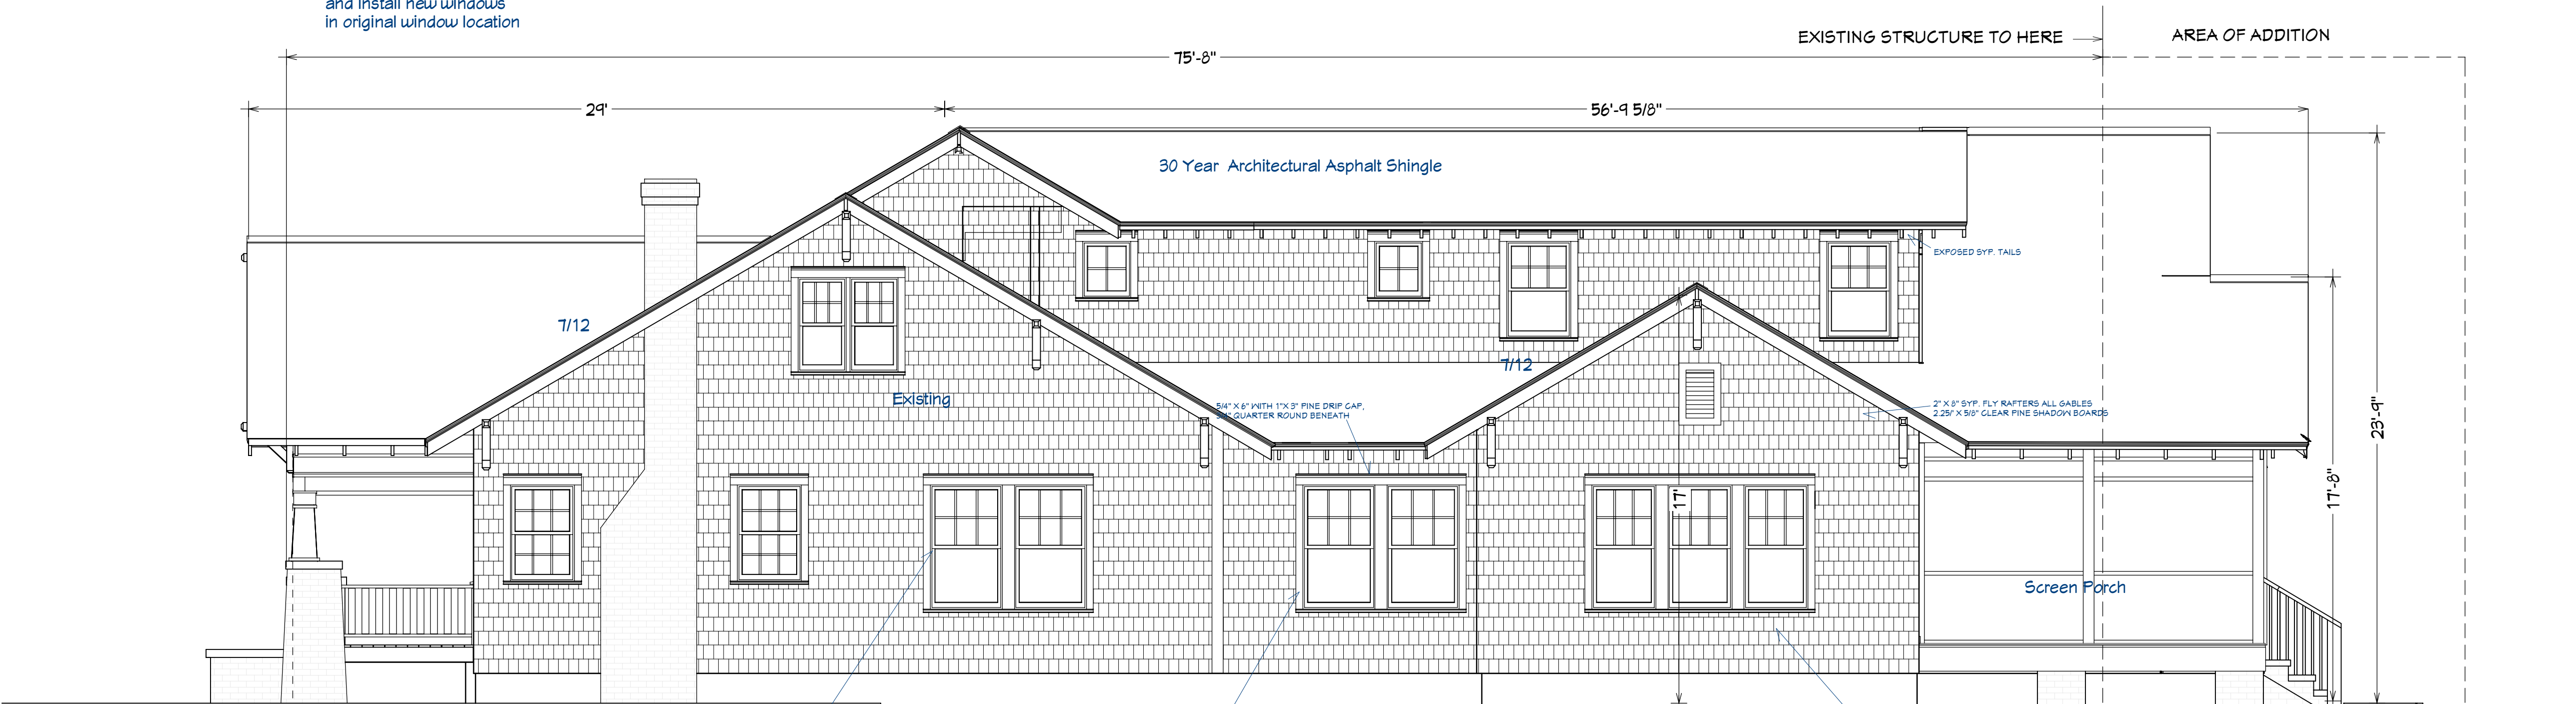 and install new windows
in original window location
EXISTING STRUCTURE TO HERE
AREA OF ADDITION
75'-8"
29'
56'-9 5/8"
30 Year Architectural Asphalt Shingle
EXPOSED SYP. TAILS
7/12
7/12
Existing
5/4" X 6" WITH 1"X 3" PINE DRIP CAP,
QUARTER ROUND BENEATH
2" X 8" SYP. FLY RAFTERS ALL GABLES
2.25" X 5/8" CLEAR PINE SHADOW BOARDS
23'-9"
17'-8"
17'
Screen Porch